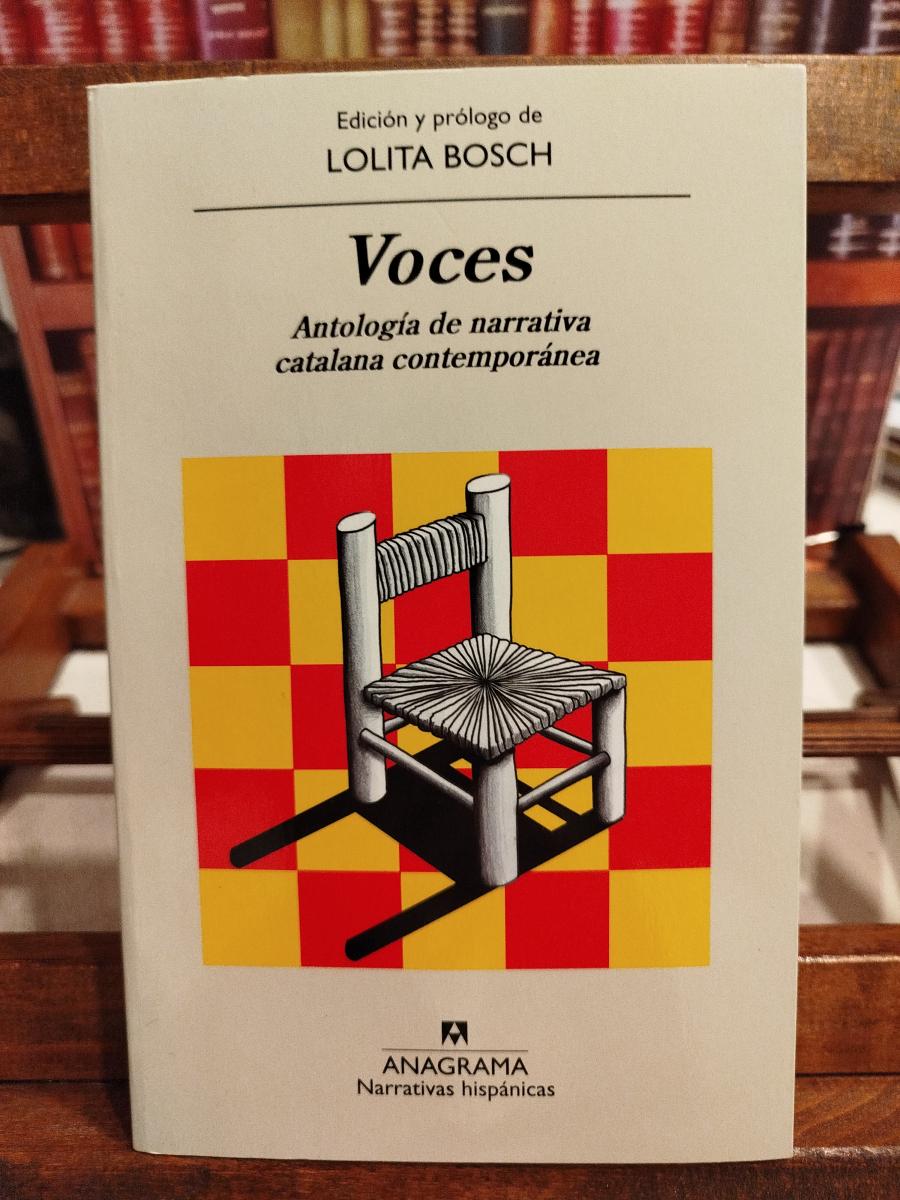 Edición y prólogo de
LOLITA BOSCH
Voces
Antología de narrativa
catalana contemporánea
ANAGRAMA
Narrativas hispánicas